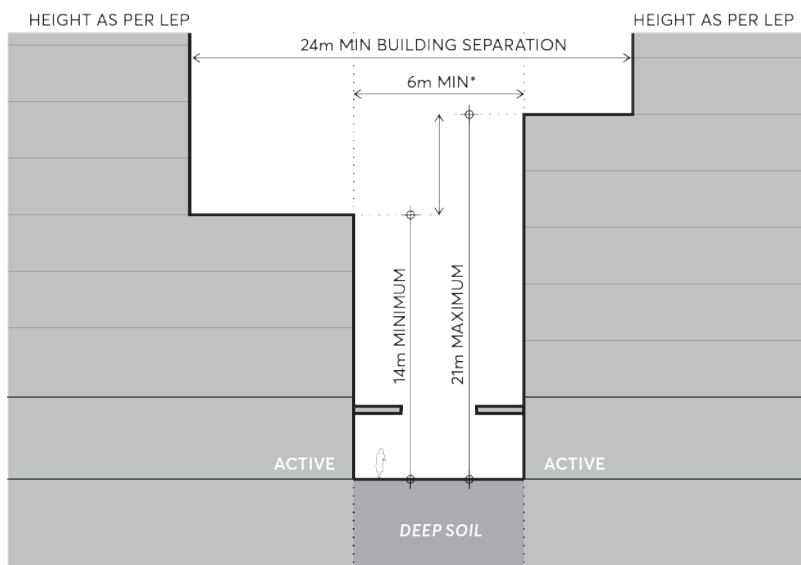 HEIGHT AS PER LEP
HEIGHT AS PER LEP
24m MIN BUILDING SEPARATION
6m MIN*
14m MINIMUM
21m MAXIMUM
ACTIVE
ACTIVE
DEEP SOIL